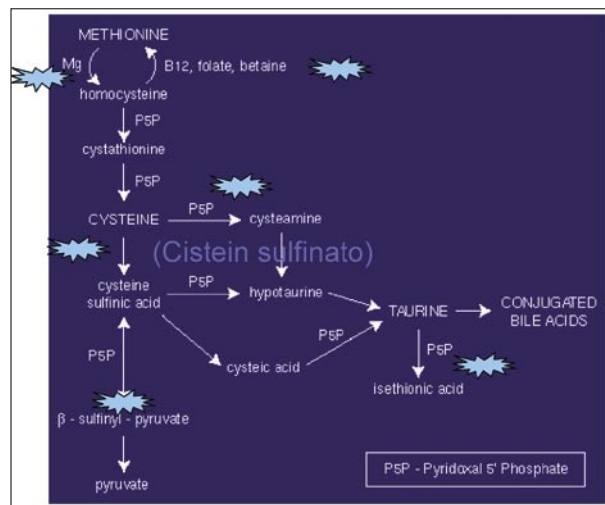 METHIONINE
Mg
B12, folate, betaine
homocysteine
P5P
cystathionine
P5P
CYSTEINE
P5P
cysteamine
(Cistein sulfinato)
cysteine
sulfinic acid
P5P
hypotaurine
TAURINE
CONJUGATED
BILE ACIDS
P5P
P5P
P5P
cysteic acid
isethionic acid
β - sulfinyl - pyruvate
pyruvate
P5P - Pyridoxal 5' Phosphate